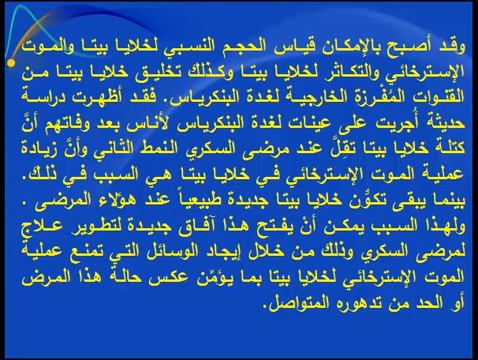 وقد أصبح بالإمكان قياس الحجم النسبي لخلايا بيتا والموت
الإسترخائي والتكاثر لخلايا بيتا وكذلك تخليق خلايا بيتا من
القنوات المُفْرزة الخارجية لغدة البنكرياس. فقد أظهرت دراسة
حديثة أُجريت على عينات لغدة البنكرياس لأناس بعد وفاتهم أنَّ
كتلة خلايا بيتا تقِلّ عند مرضى السكري النمط الثاني وأنَّ زيادة
عملية الموت الإسترخائي في خلايا بيتا هي السبب في ذلك.
بينما يبقى تكوُّن خلايا بيتا جديدة طبيعياً عند هؤلاء المرضى .
ولهذا السبب يمكن أنْ يفتح هذا آفاق جديدة لتطوير علاج
لمرضى السكري وذلك من خلال إيجاد الوسائل التي تمنع عملية
الموت الإسترخائي لخلايا بيتا بما يؤمّن عكس حالة هذا المرض
أو الحد من تدهوره المتواصل.